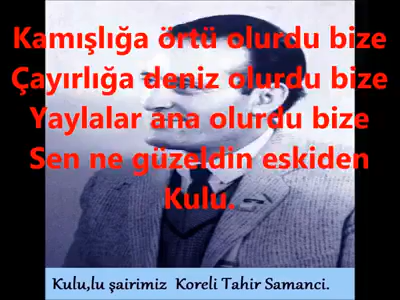 Kamışlığa örtü olurdu bize
Çayırlığa deniz olurdu bize
Yaylalar ana olurdu bize
Sen ne güzeldin eskiden
Kulu.
Kulu,lu şairimiz Koreli Tahir Samanci.